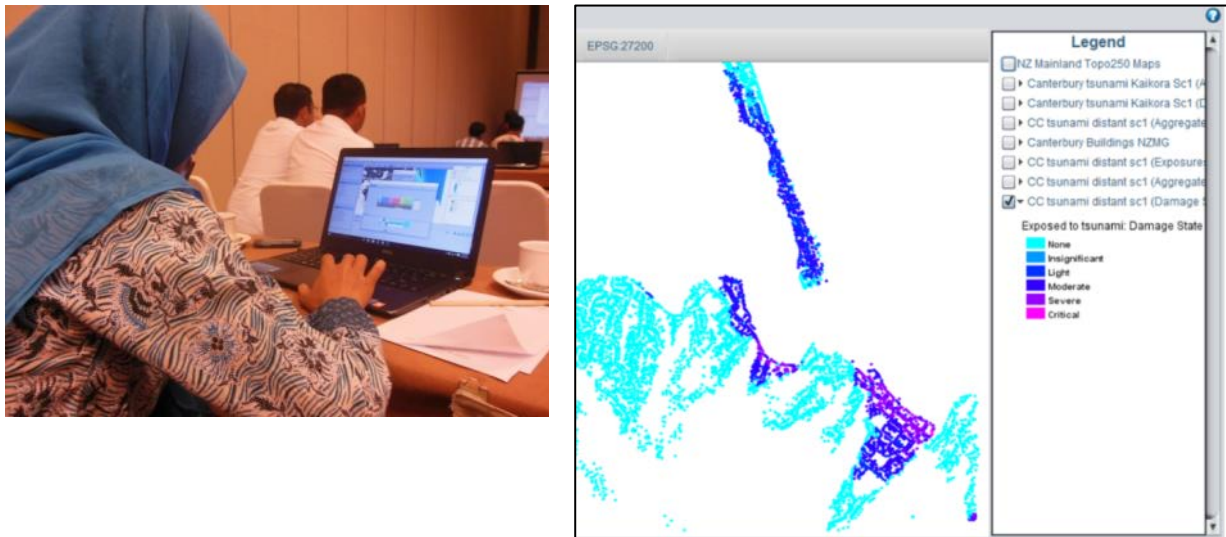 EPSG:27200
Legend
NZ Mainland Topo250 Maps
Canterbury tsunami Kaikora Sc1 (A
Canterbury tsunami Kaikora Sc1 (D
CC tsunami distant sc1 (Aggregate
Canterbury Buildings NZMG
CC tsunami distant sc1 (Exposures
CC tsunami distant sc1 (Aggregate
CC tsunami distant sc1 (Damage S
Exposed to tsunami: Damage State
None
Insignificant
Light
Moderate
Severe
Critical